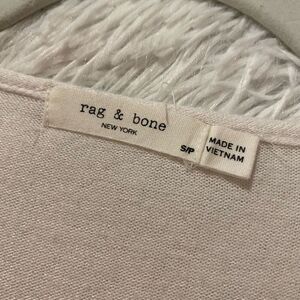 rag & bone
NEW YORK
S/P
MADE IN
VIETNAM